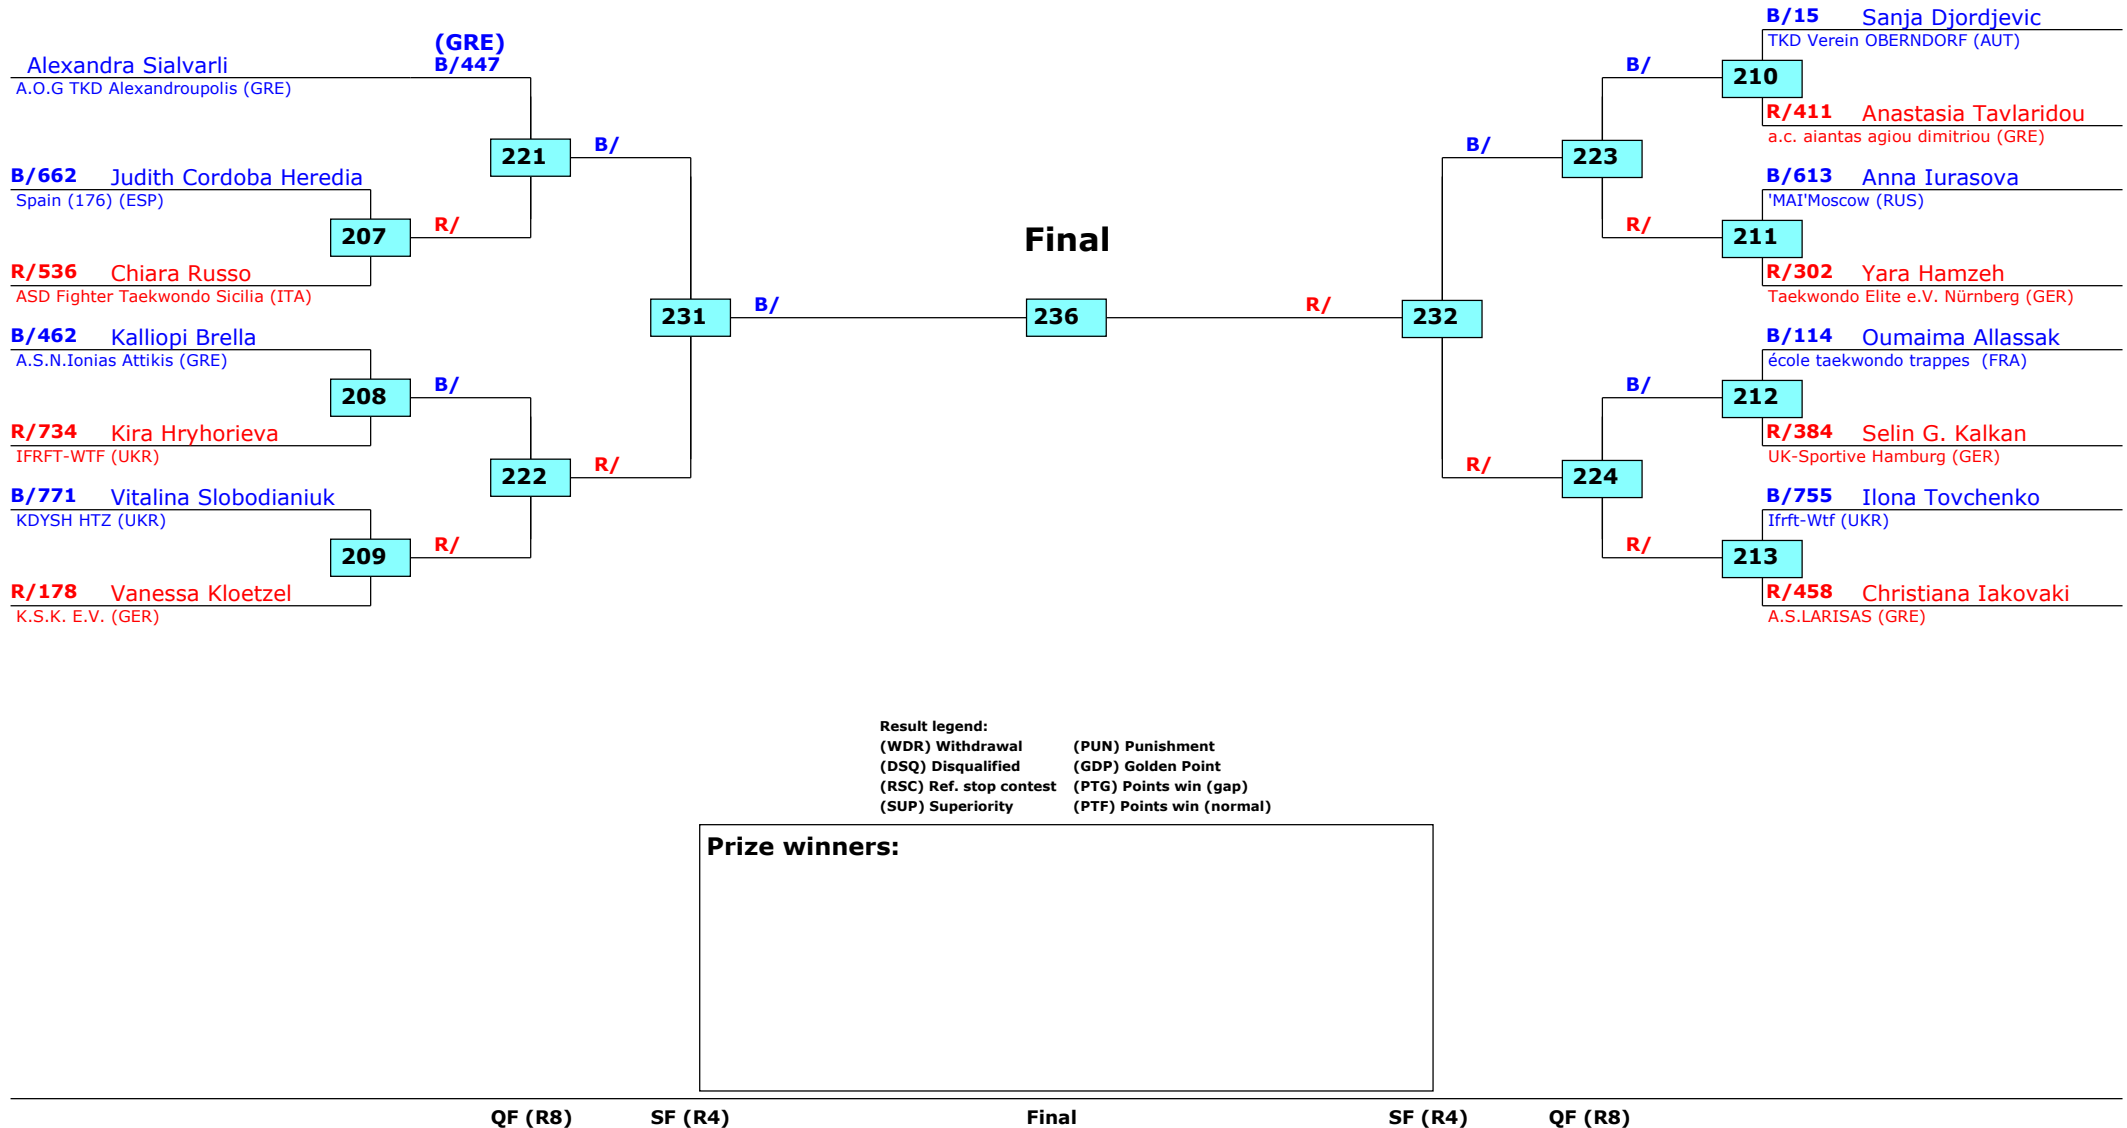 (GRE)
Alexandra Sialvarli B/447
A.O.G TKD Alexandroupolis (GRE)
221 B/
B/662 Judith Cordoba Heredia
Spain (176) (ESP)
207 R/
R/536 Chiara Russo
ASD Fighter Taekwondo Sicilia (ITA)
231 B/
B/462 Kalliopi Brella
A.S.N.Ionias Attikis (GRE)
208 B/
R/734 Kira Hryhorieva
IFRFT-WTF (UKR)
222 R/
B/771 Vitalina Slobodianiuk
KDYSH HTZ (UKR)
209 R/
R/178 Vanessa Kloetzel
K.S.K. E.V. (GER)
Final
236
B/15 Sanja Djordjevic
TKD Verein OBERNDORF (AUT)
B/ 210
R/411 Anastasia Tavlaridou
a.c. aiantas agiou dimitriou (GRE)
B/ 223
B/613 Anna Iurasova
'MAI'Moscow (RUS)
R/ 211
R/302 Yara Hamzeh
Taekwondo Elite e.V. Nürnberg (GER)
R/ 232
B/114 Oumaima Allassak
école taekwondo trappes (FRA)
B/ 212
R/384 Selin G. Kalkan
UK-Sportive Hamburg (GER)
R/ 224
B/755 Ilona Tovchenko
Ifrft-Wtf (UKR)
R/ 213
R/458 Christiana Iakovaki
A.S.LARISAS (GRE)
Result legend:
(WDR) Withdrawal (PUN) Punishment
(DSQ) Disqualified (GDP) Golden Point
(RSC) Ref. stop contest (PTG) Points win (gap)
(SUP) Superiority (PTF) Points win (normal)
Prize winners:
QF (R8) SF (R4) Final SF (R4) QF (R8)